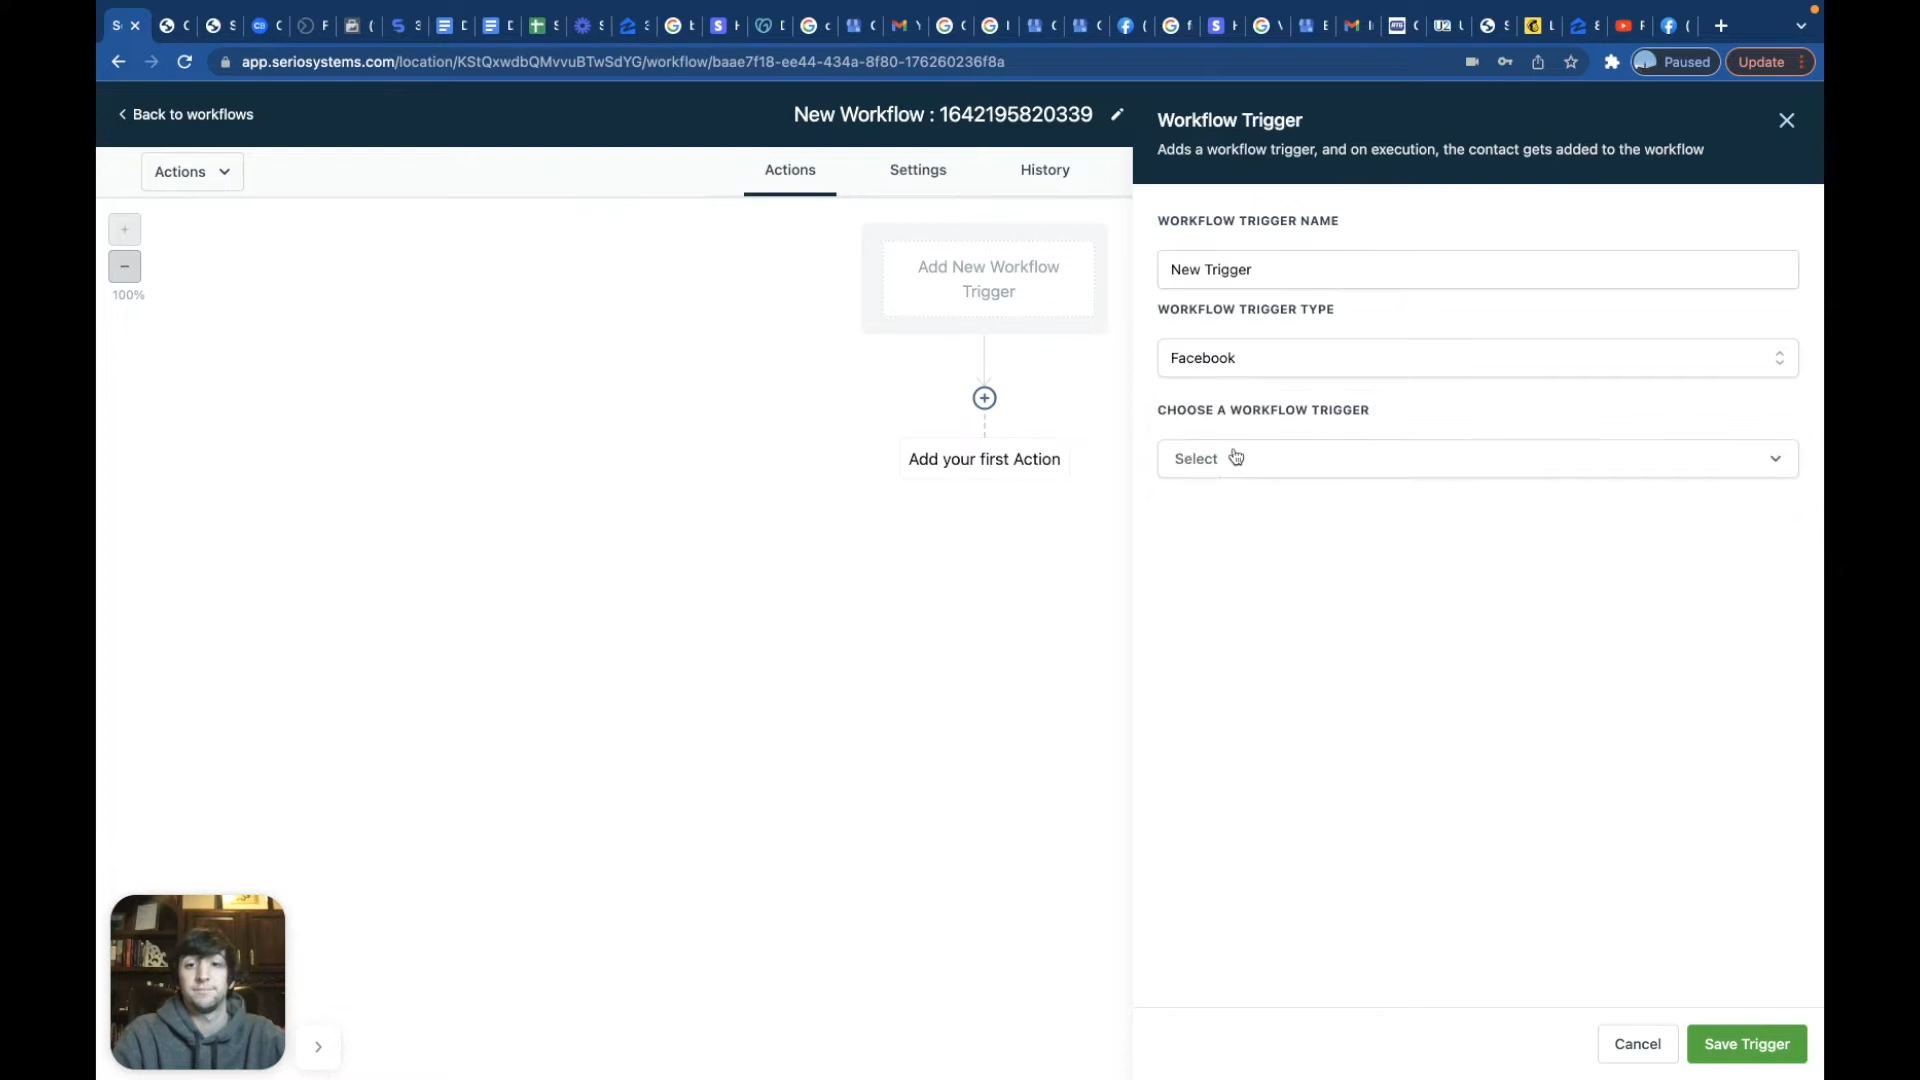 app.seriosystems.com/location/KStQxwdbQMvvuBTwSdYG/workflow/baae7f18-ee44-434a-8f80-176260236f8a
Paused
Update
Back to workflows
New Workflow : 1642195820339
Workflow Trigger
Adds a workflow trigger, and on execution, the contact gets added to the workflow
Actions
Actions
Settings
History
100%
Add New Workflow
Trigger
Add your first Action
WORKFLOW TRIGGER NAME
New Trigger
WORKFLOW TRIGGER TYPE
Facebook
CHOOSE A WORKFLOW TRIGGER
Select
Cancel
Save Trigger